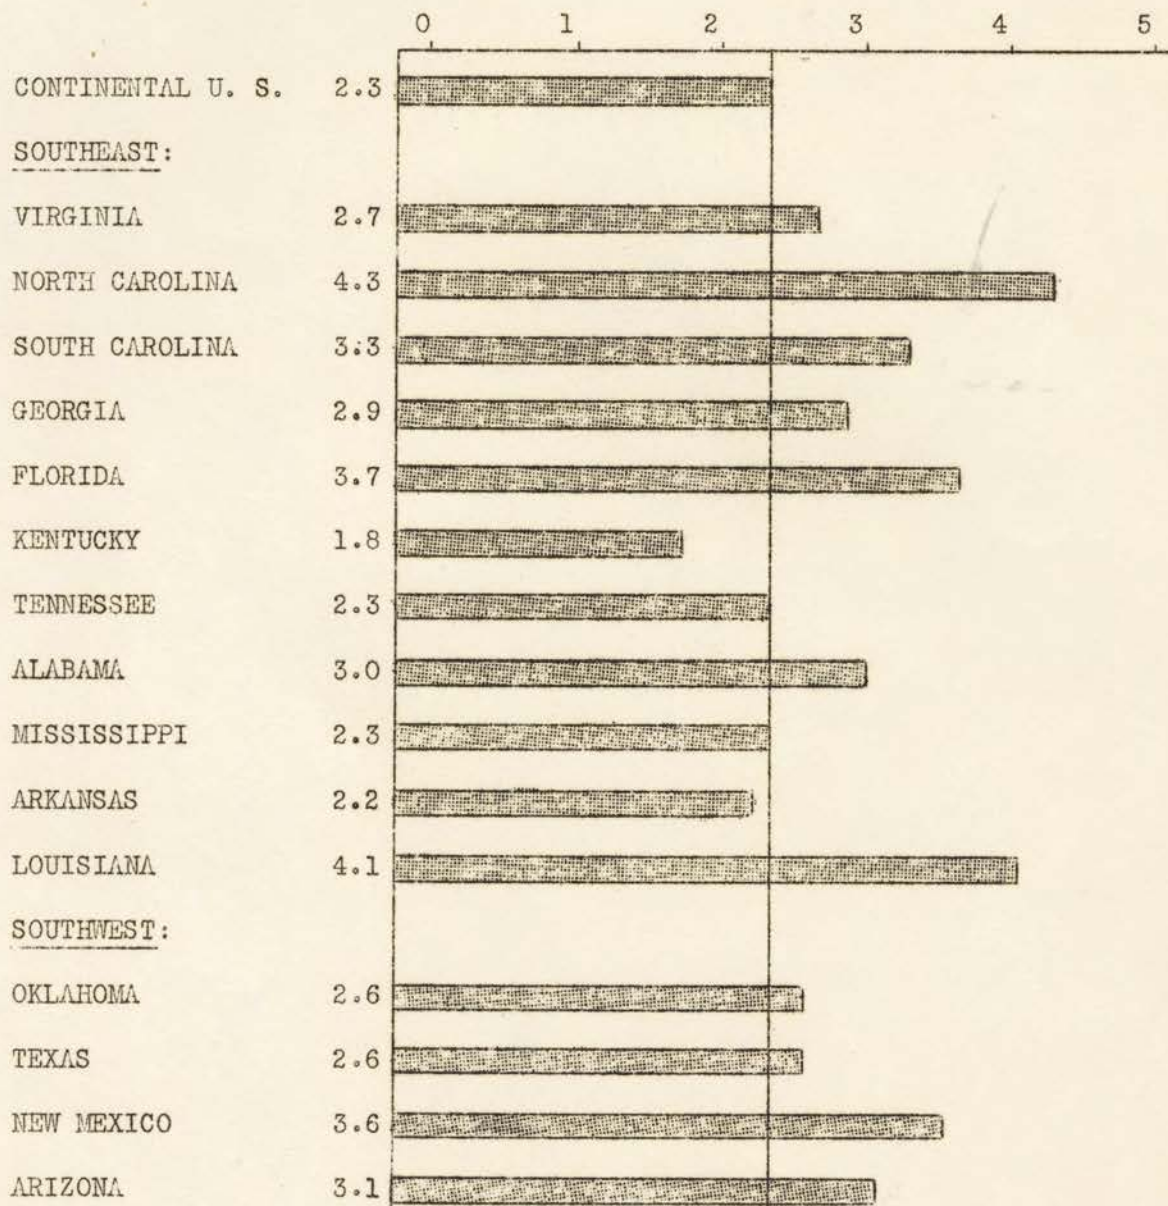 0 1 2 3 4 5
CONTINENTAL U. S. 2.3
SOUTHEAST:
VIRGINIA 2.7
NORTH CAROLINA 4.3
SOUTH CAROLINA 3.3
GEORGIA 2.9
FLORIDA 3.7
KENTUCKY 1.8
TENNESSEE 2.3
ALABAMA 3.0
MISSISSIPPI 2.3
ARKANSAS 2.2
LOUISIANA 4.1
SOUTHWEST:
OKLAHOMA 2.6
TEXAS 2.6
NEW MEXICO 3.6
ARIZONA 3.1